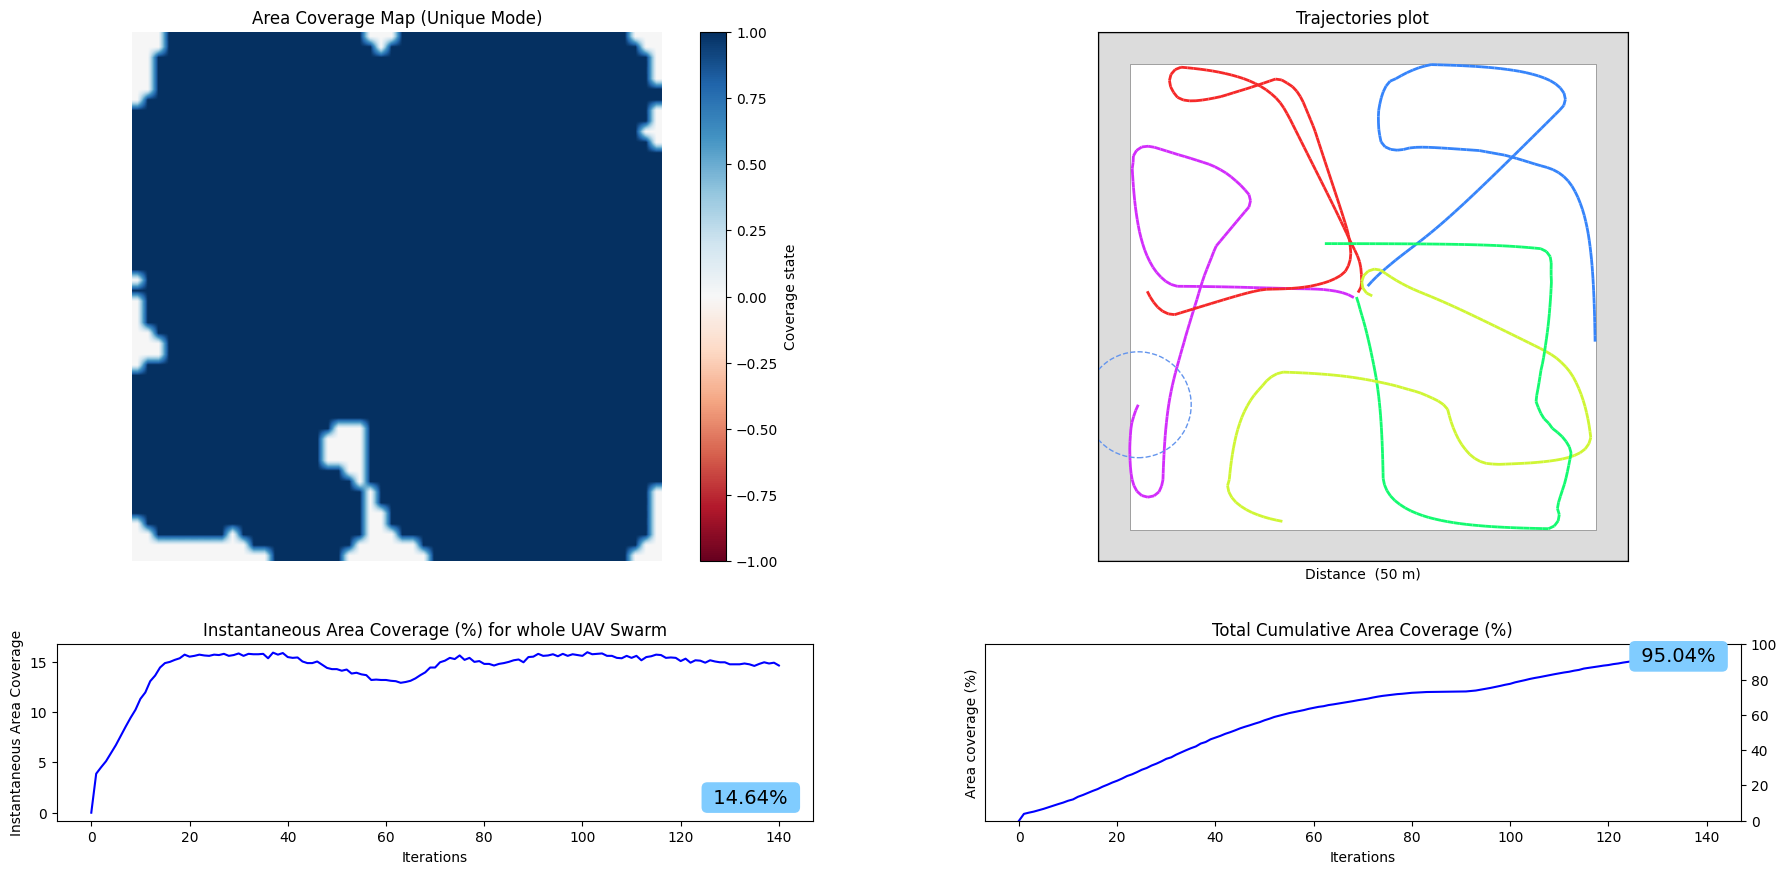 Area Coverage Map (Unique Mode)
1.00
0.75
0.50
0.25
0.00
−0.25
−0.50
−0.75
−1.00
Coverage state
Trajectories plot
Distance  (50 m)
Instantaneous Area Coverage (%) for whole UAV Swarm
Instantaneous Area Coverage
15
10
5
0
14.64%
0 20 40 60 80 100 120 140
Iterations
Total Cumulative Area Coverage (%)
Area coverage (%)
95.04%
100
80
60
40
20
0
0 20 40 60 80 100 120 140
Iterations